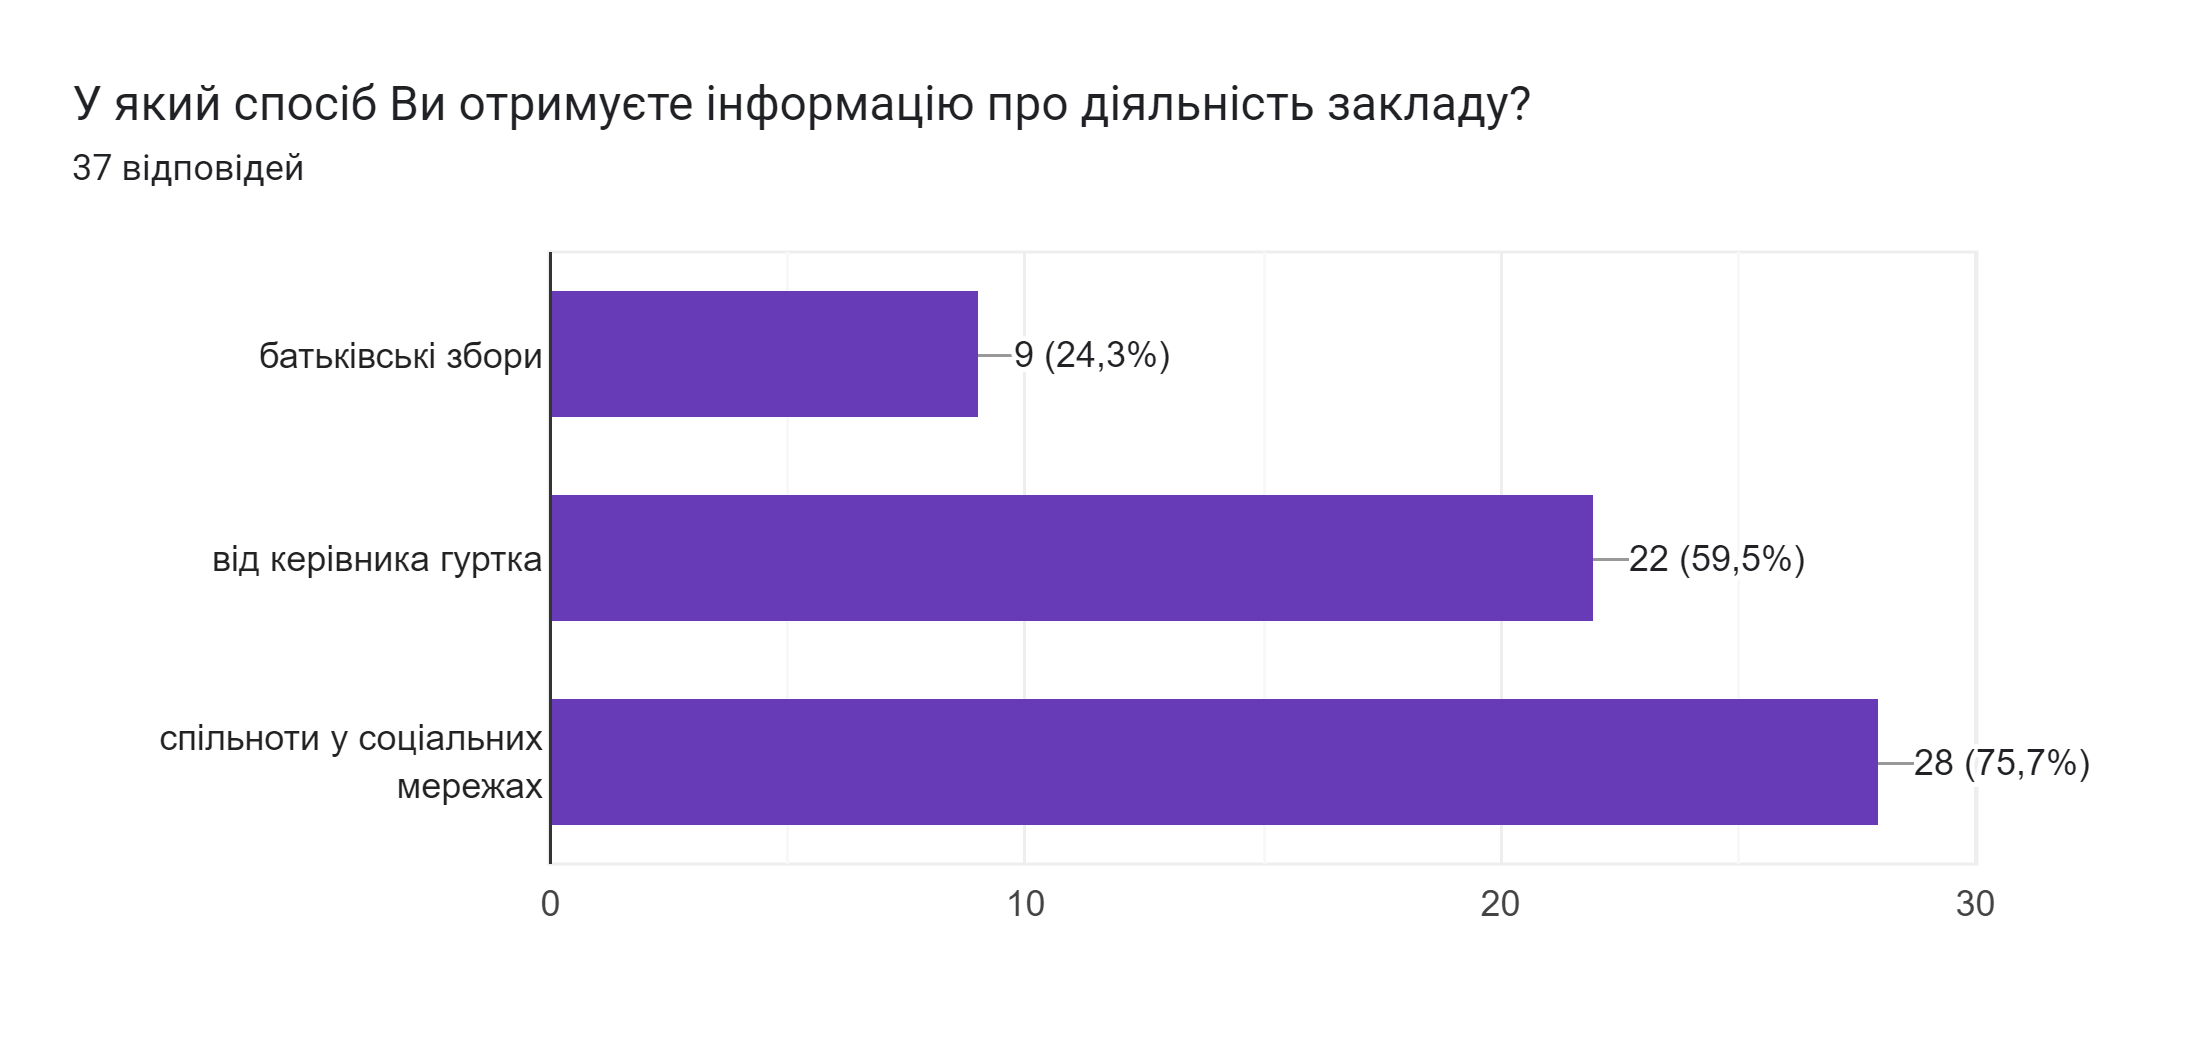 У який спосіб Ви отримуєте інформацію про діяльність закладу?
37 відповідей
батьківські збори
9 (24,3%)
від керівника гуртка
22 (59,5%)
спільноти у соціальних
мережах
28 (75,7%)
0 10 20 30